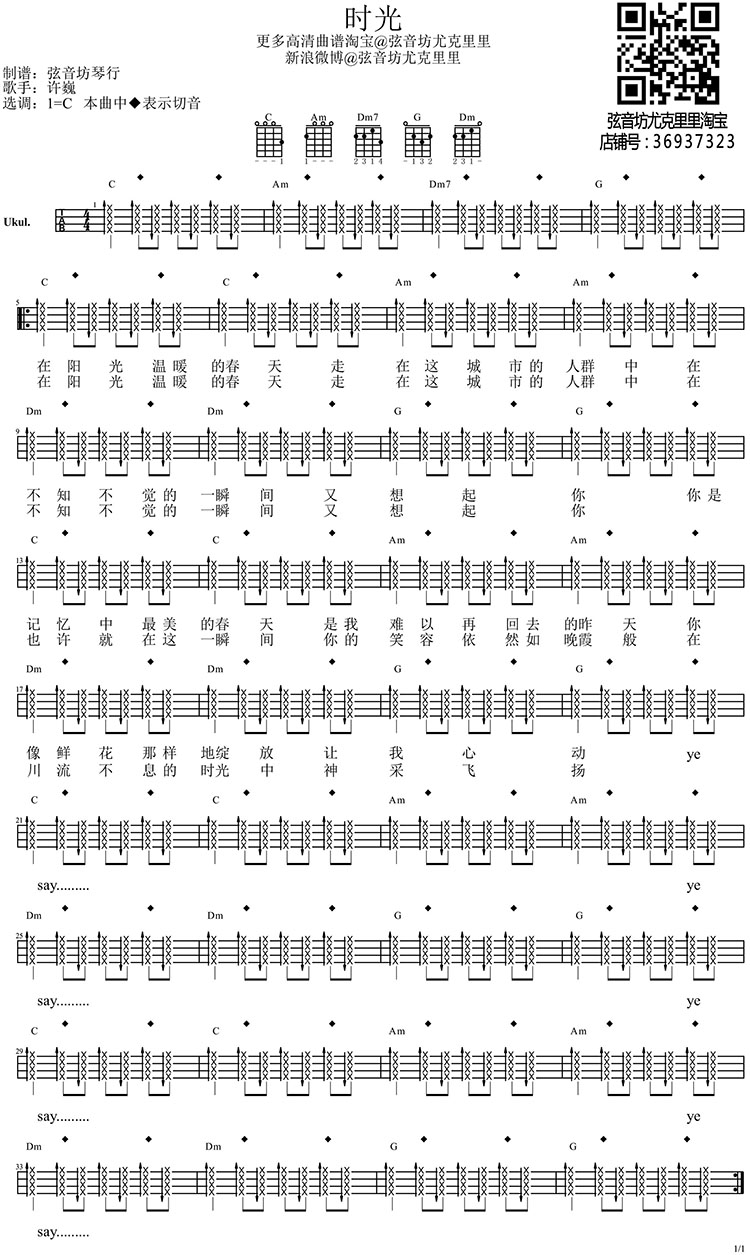 时光
更多高清曲谱淘宝@弦音坊尤克里里
新浪微博@弦音坊尤克里里
制谱：弦音坊琴行
歌手：许巍
选调：1=C 本曲中◆表示切音
弦音坊尤克里里淘宝
店铺号：36937323
C Am Dm7 G Dm
---1 1--- 2314 -132 231-
C Am Dm7 G
1
Ukul. TAB 4/4
C C Am Am
5
在 阳 光 温 暖 的春 天 走 在 这 城 市 的 人群 中 在
在 阳 光 温 暖 的春 天 走 在 这 城 市 的 人群 中 在
Dm Dm G G
9
不 知 不 觉 的 一瞬 间 又 想 起 你 你 是
不 知 不 觉 的 一瞬 间 又 想 起 你
C C Am Am
13
记 忆 中 最 美 的春 天 是 我 难 以 再 回 去 的昨 天 你
也 许 就 在 这 一瞬 间 你 的 笑 容 依 然 如 晚霞 般 在
Dm Dm G G
17
像 鲜 花 那 样 地绽 放 让 我 心 动 ye
川 流 不 息 的 时光 中 神 采 飞 扬
C C Am Am
21
say......... ye
Dm Dm G G
25
say......... ye
C C Am Am
29
say......... ye
Dm Dm G G
33
say.........
1/1